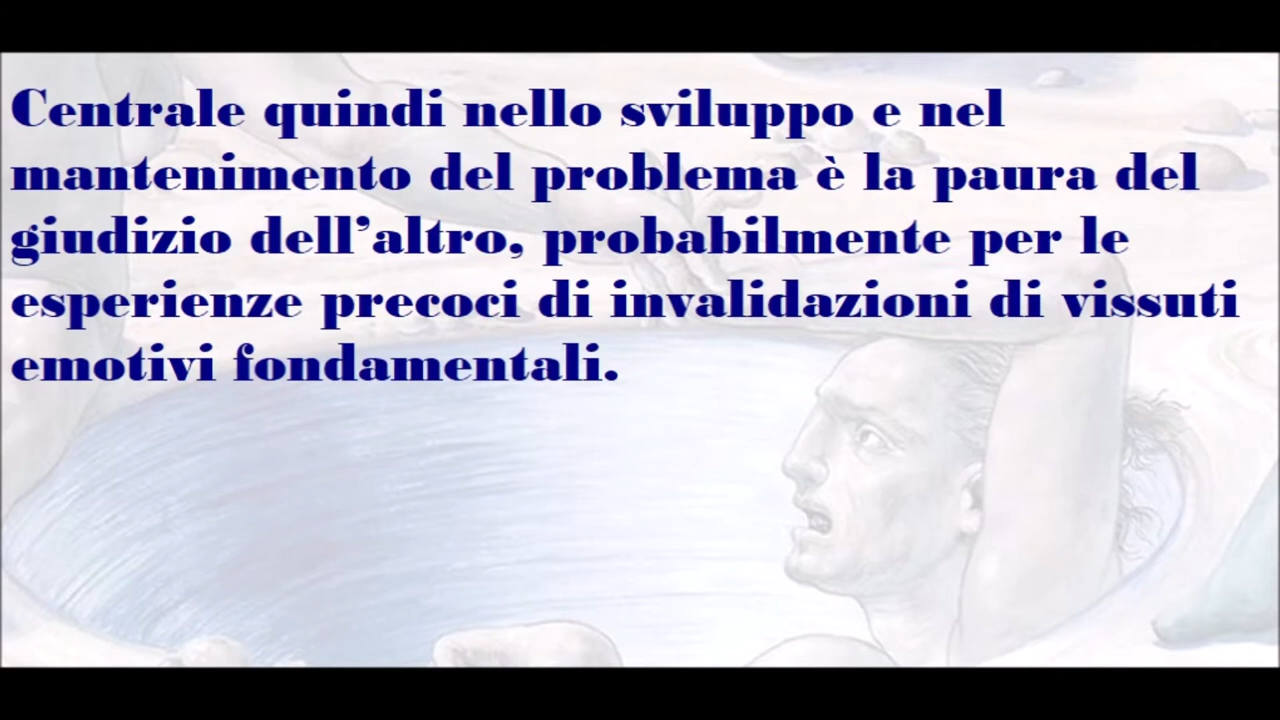 Centrale quindi nello sviluppo e nel
mantenimento del problema è la paura del
giudizio dell’altro, probabilmente per le
esperienze precoci di invalidazioni di vissuti
emotivi fondamentali.